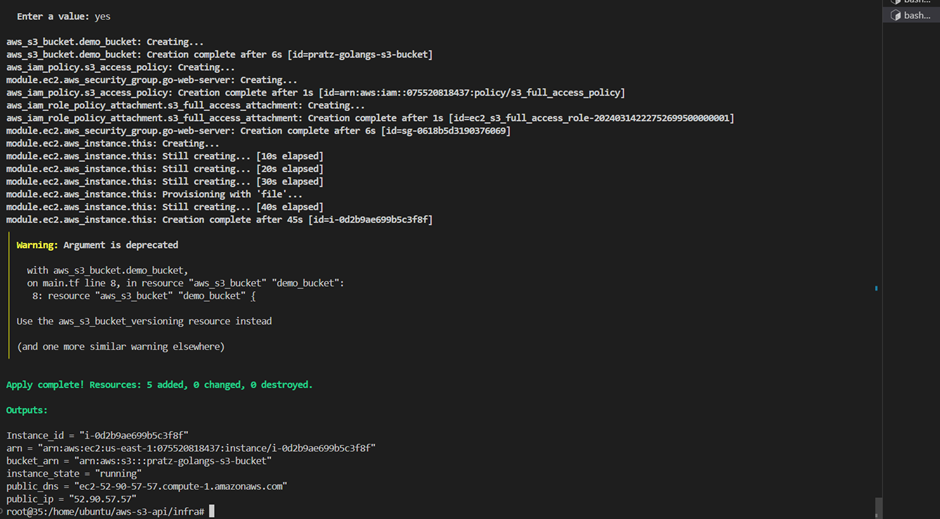 bash...
bash...
Enter a value: yes
aws_s3_bucket.demo_bucket: Creating...
aws_s3_bucket.demo_bucket: Creation complete after 6s [id=pratz-golangs-s3-bucket]
aws_iam_policy.s3_access_policy: Creating...
module.ec2.aws_security_group.go-web-server: Creating...
aws_iam_policy.s3_access_policy: Creation complete after 1s [id=arn:aws:iam::075520818437:policy/s3_full_access_policy]
aws_iam_role_policy_attachment.s3_full_access_attachment: Creating...
aws_iam_role_policy_attachment.s3_full_access_attachment: Creation complete after 1s [id=ec2_s3_full_access_role-20240314222752699500000001]
module.ec2.aws_security_group.go-web-server: Creation complete after 6s [id=sg-0618b5d3190376069]
module.ec2.aws_instance.this: Creating...
module.ec2.aws_instance.this: Still creating... [10s elapsed]
module.ec2.aws_instance.this: Still creating... [20s elapsed]
module.ec2.aws_instance.this: Still creating... [30s elapsed]
module.ec2.aws_instance.this: Provisioning with 'file'...
module.ec2.aws_instance.this: Still creating... [40s elapsed]
module.ec2.aws_instance.this: Creation complete after 45s [id=i-0d2b9ae699b5c3f8f]
Warning: Argument is deprecated
with aws_s3_bucket.demo_bucket,
on main.tf line 8, in resource "aws_s3_bucket" "demo_bucket":
8: resource "aws_s3_bucket" "demo_bucket" {
Use the aws_s3_bucket_versioning resource instead
(and one more similar warning elsewhere)
Apply complete! Resources: 5 added, 0 changed, 0 destroyed.
Outputs:
Instance_id = "i-0d2b9ae699b5c3f8f"
arn = "arn:aws:ec2:us-east-1:075520818437:instance/i-0d2b9ae699b5c3f8f"
bucket_arn = "arn:aws:s3:::pratz-golangs-s3-bucket"
instance_state = "running"
public_dns = "ec2-52-90-57-57.compute-1.amazonaws.com"
public_ip = "52.90.57.57"
root@35:/home/ubuntu/aws-s3-api/infra#